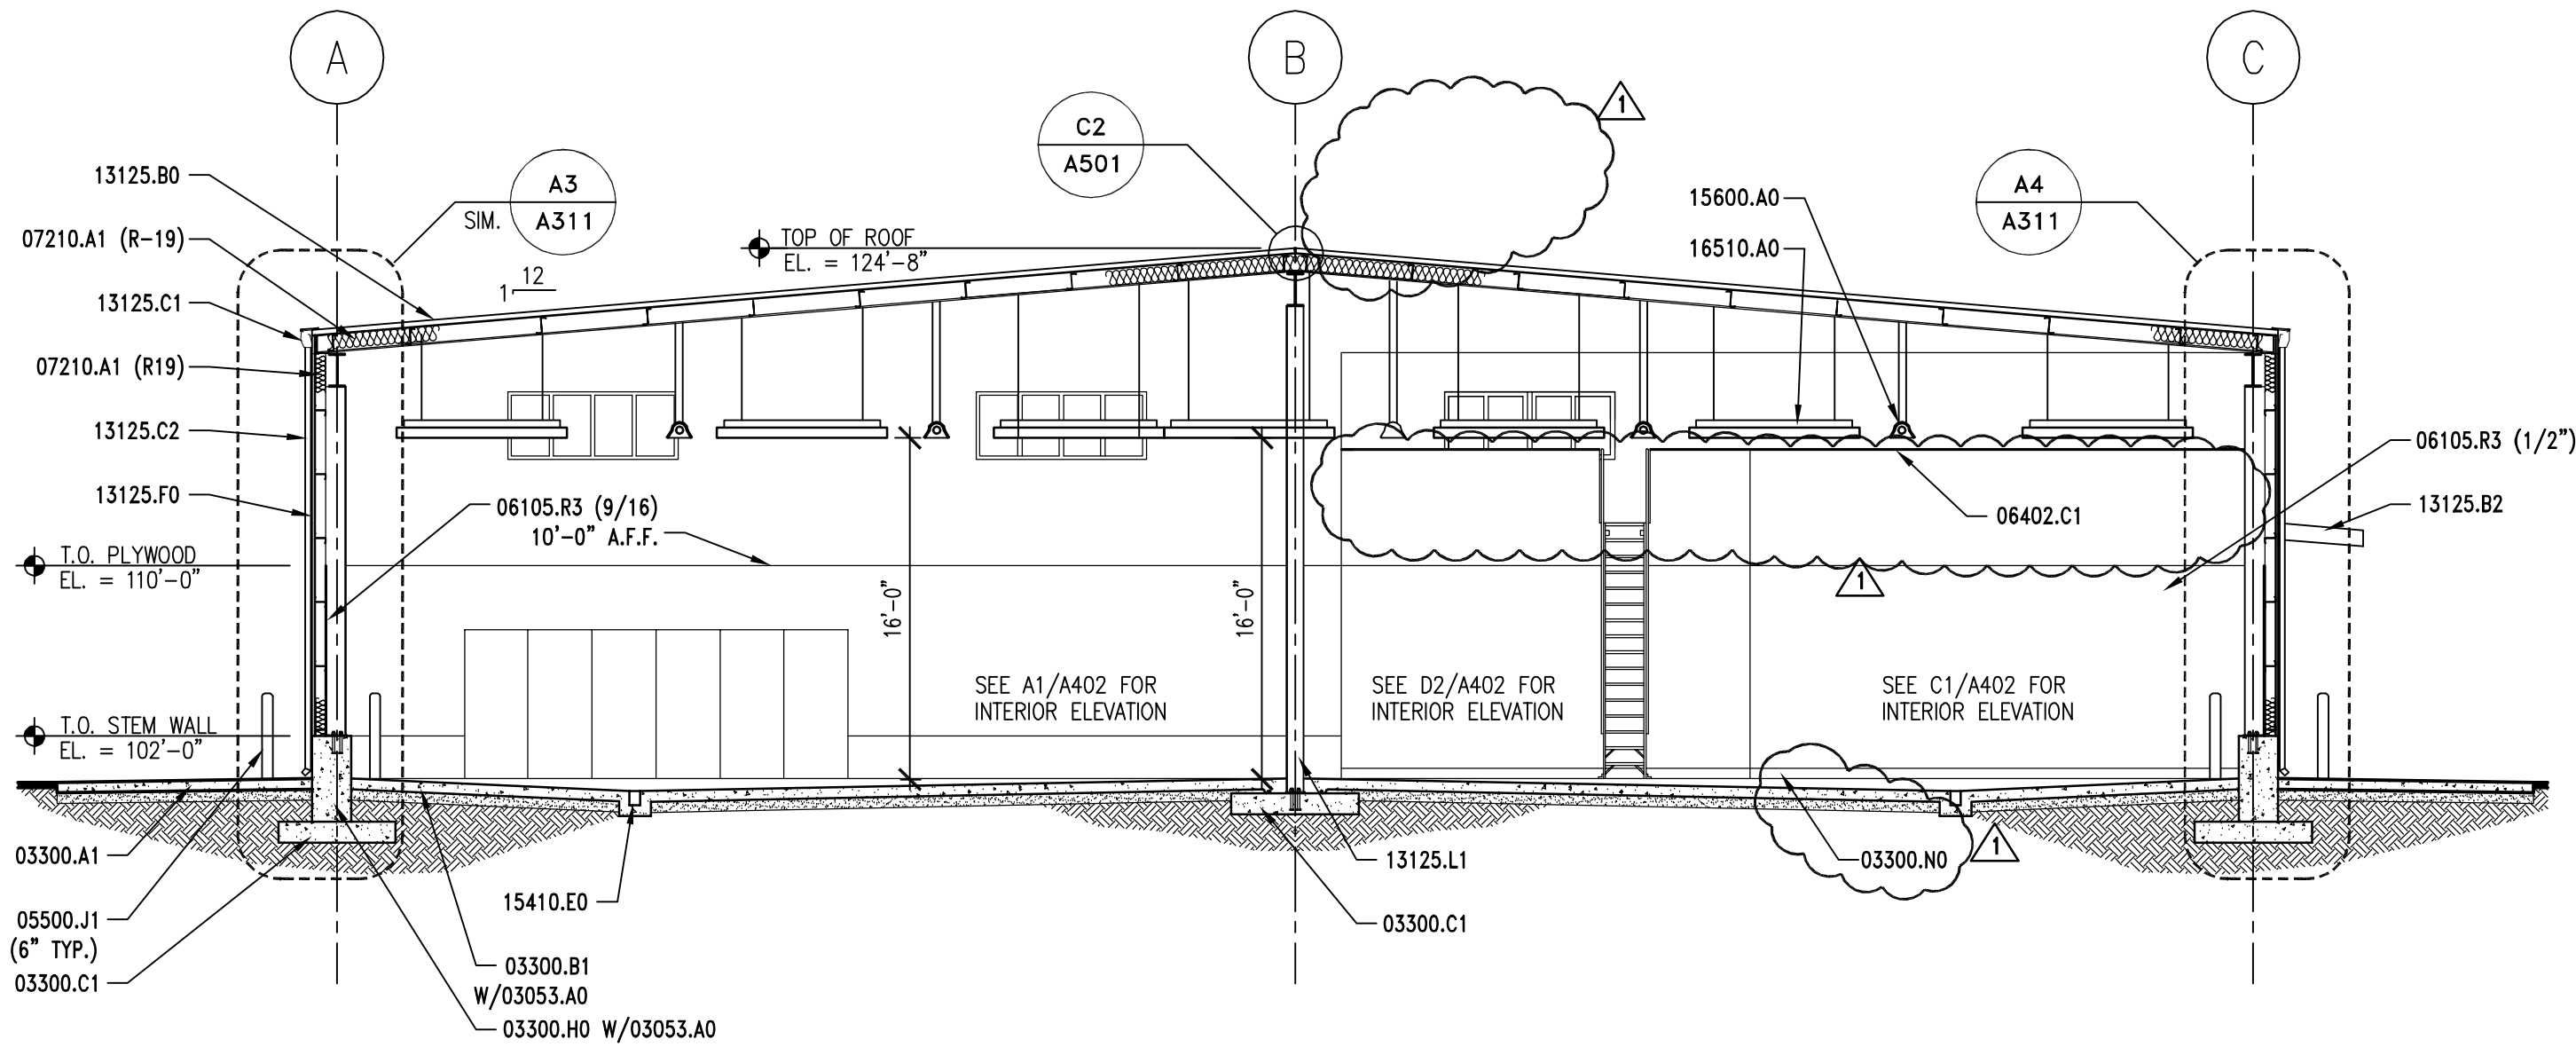 A
B
C
1
C2
A501
A3
A311
SIM.
A4
A311
13125.B0
07210.A1 (R-19)
13125.C1
07210.A1 (R19)
13125.C2
13125.F0
12
1
TOP OF ROOF
EL. = 124'-8"
15600.A0
16510.A0
06105.R3 (1/2")
13125.B2
06402.C1
06105.R3 (9/16)
10'-0" A.F.F.
T.O. PLYWOOD
EL. = 110'-0"
1
16'-0"
16'-0"
SEE A1/A402 FOR
INTERIOR ELEVATION
SEE D2/A402 FOR
INTERIOR ELEVATION
SEE C1/A402 FOR
INTERIOR ELEVATION
T.O. STEM WALL
EL. = 102'-0"
03300.A1
05500.J1
(6" TYP.)
03300.C1
15410.E0
03300.B1
W/03053.A0
03300.H0 W/03053.A0
13125.L1
03300.C1
03300.N0
1